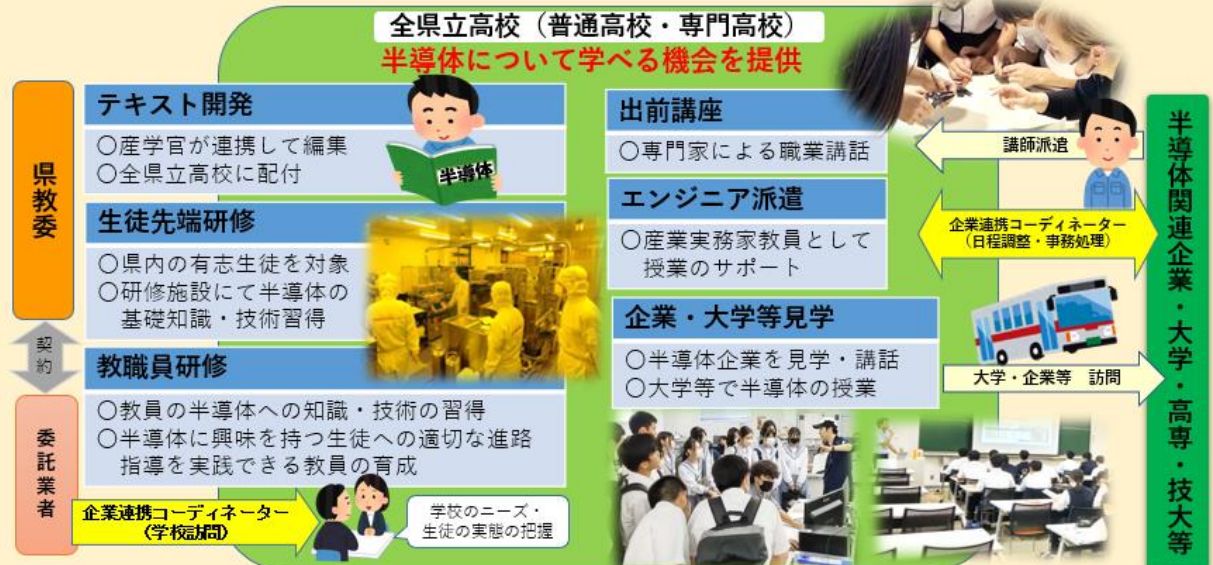 全県立高校（普通高校・専門高校）
半導体について学べる機会を提供
県教委
契約
委託業者
テキスト開発
〇産学官が連携して編集
〇全県立高校に配付
半導体
生徒先端研修
〇県内の有志生徒を対象
〇研修施設にて半導体の
基礎知識・技術習得
教職員研修
〇教員の半導体への知識・技術の習得
〇半導体に興味を持つ生徒への適切な進路
指導を実践できる教員の育成
企業連携コーディネーター
（学校訪問）
学校のニーズ・
生徒の実態の把握
出前講座
〇専門家による職業講話
エンジニア派遣
〇産業実務家教員として
授業のサポート
企業・大学等見学
〇半導体企業を見学・講話
〇大学等で半導体の授業
講師派遣
企業連携コーディネーター
（日程調整・事務処理）
大学・企業等　訪問
半導体関連企業・大学・高専・技大等